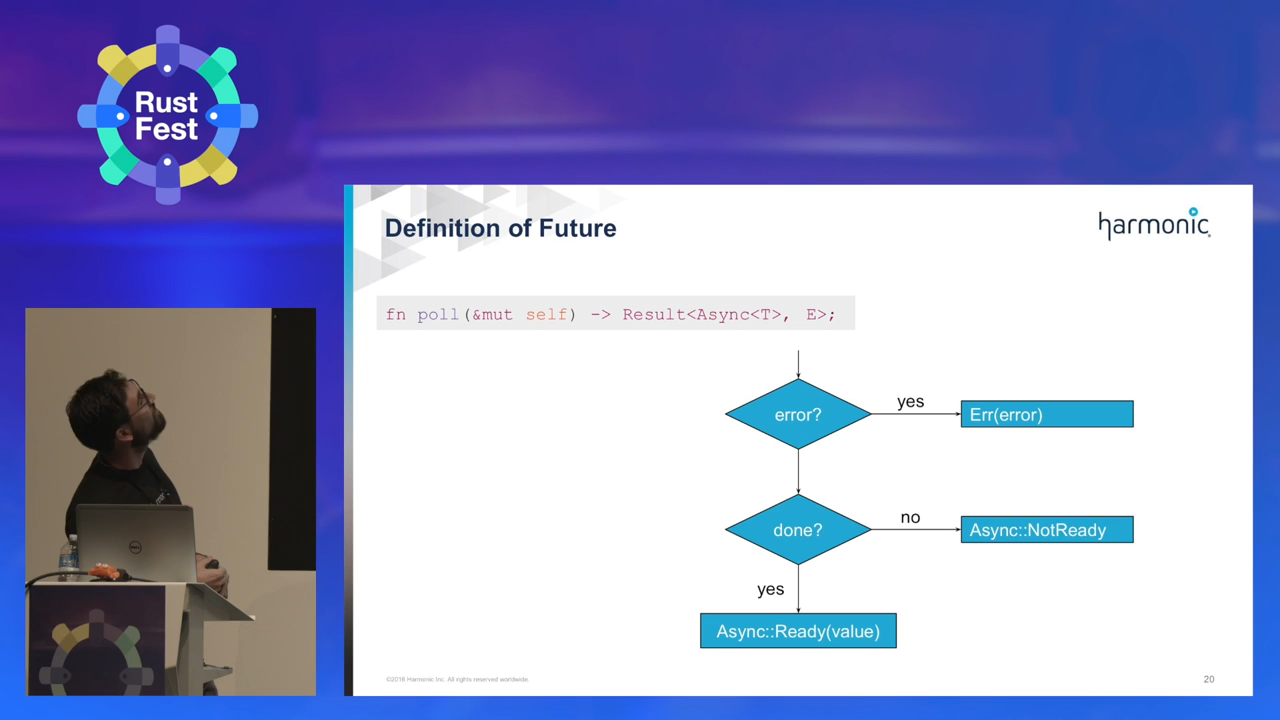 Rust
Fest
Definition of Future
harmonic
fn poll(&mut self) -> Result<Async<T>, E>;
error?
yes
Err(error)
done?
no
Async::NotReady
yes
Async::Ready(value)
©2016 Harmonic Inc. All rights reserved worldwide.
20
DELL